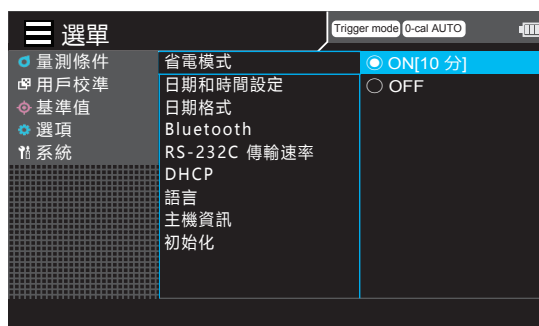 選單
Trigger mode 0-cal AUTO
量測條件
用戶校準
基準值
選項
系統
省電模式
日期和時間設定
日期格式
Bluetooth
RS-232C 傳輸速率
DHCP
語言
主機資訊
初始化
ON[10 分]
OFF